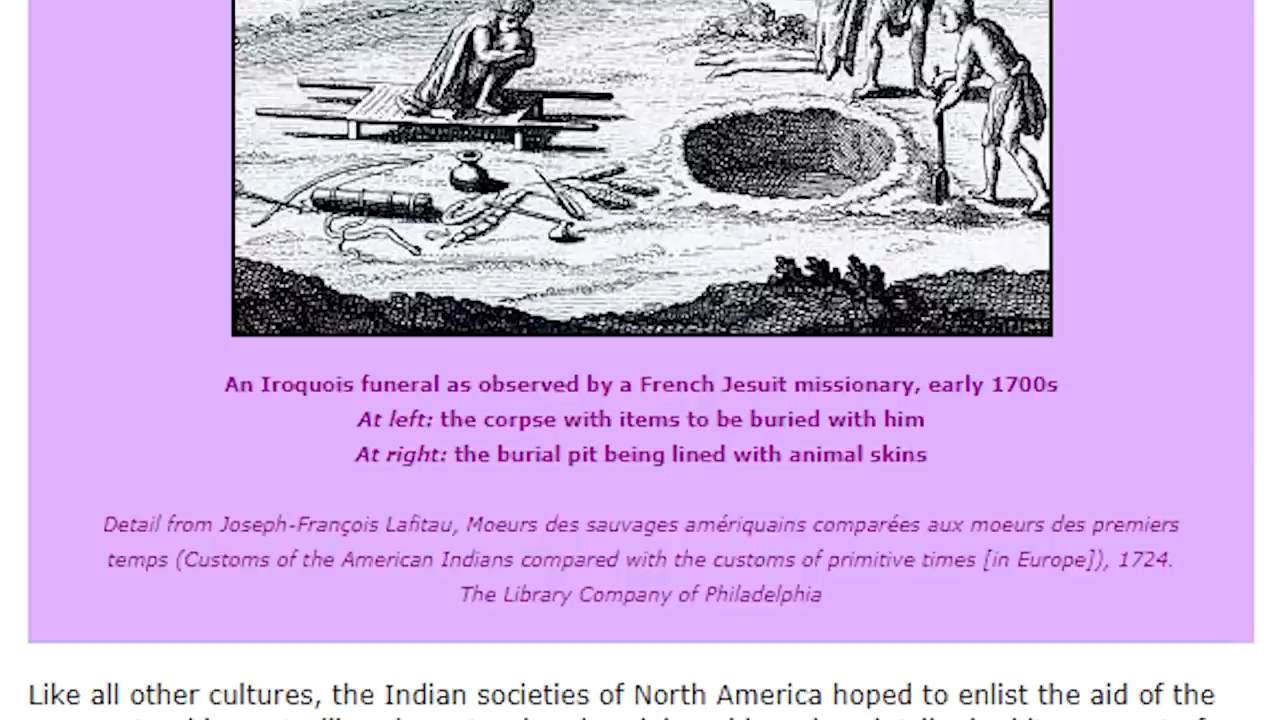 An Iroquois funeral as observed by a French Jesuit missionary, early 1700s
At left: the corpse with items to be buried with him
At right: the burial pit being lined with animal skins
Detail from Joseph-François Lafitau, Moeurs des sauvages amériquains comparées aux moeurs des premiers
temps (Customs of the American Indians compared with the customs of primitive times [in Europe]), 1724.
The Library Company of Philadelphia
Like all other cultures, the Indian societies of North America hoped to enlist the aid of the